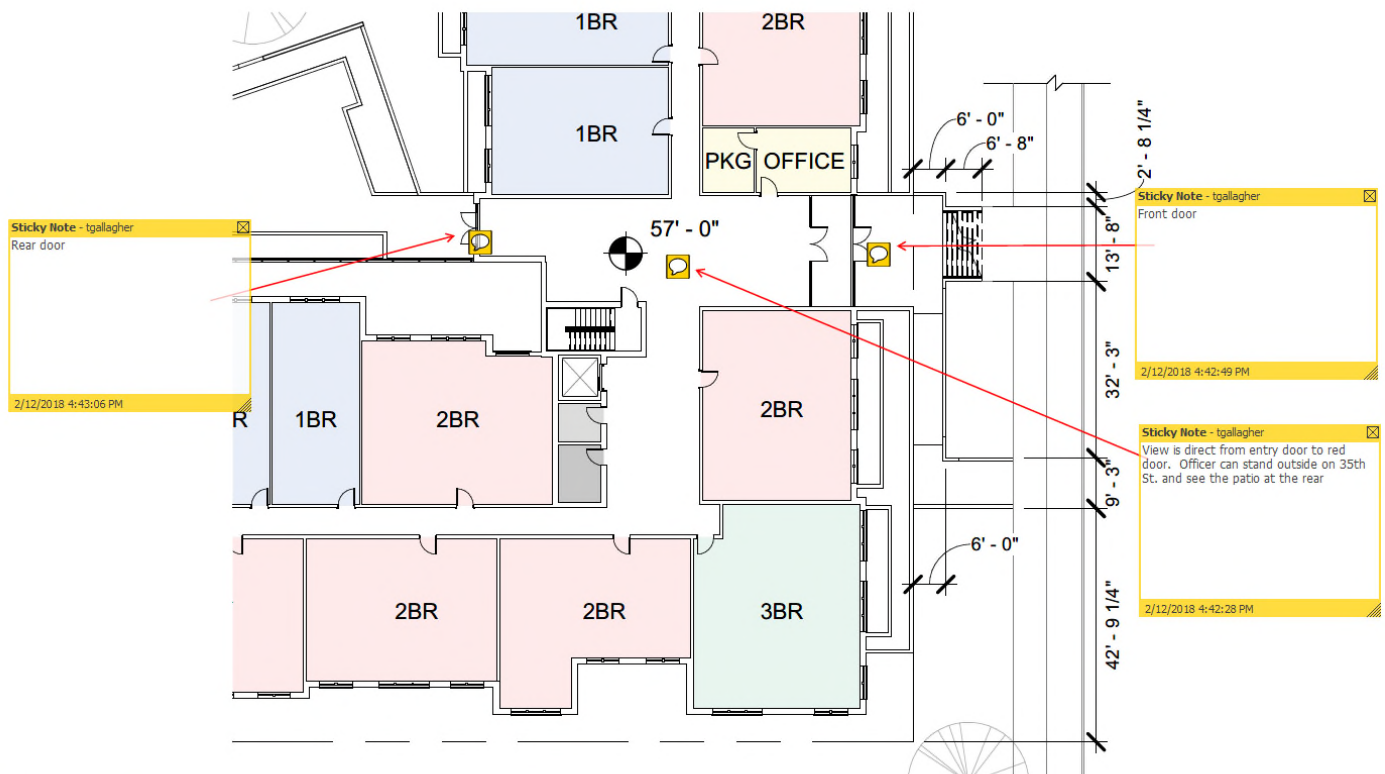 1BR
2BR
1BR
PKG
OFFICE
6' - 0"
6' - 8"
2' - 8 1/4"
Sticky Note - tgallagher
Rear door
2/12/2018 4:43:06 PM
57' - 0"
13' - 8"
Sticky Note - tgallagher
Front door
2/12/2018 4:42:49 PM
32' - 3"
R
1BR
2BR
2BR
Sticky Note - tgallagher
View is direct from entry door to red
door. Officer can stand outside on 35th
St. and see the patio at the rear
2/12/2018 4:42:28 PM
9' - 3"
6' - 0"
2BR
2BR
3BR
42' - 9 1/4"